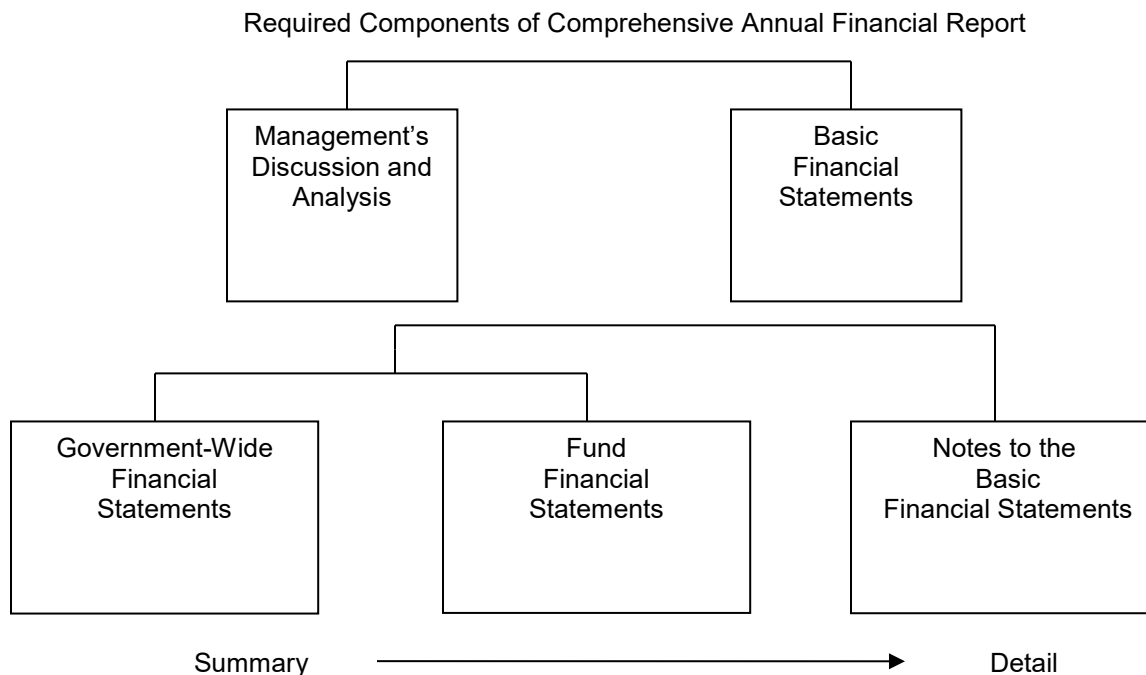 Required Components of Comprehensive Annual Financial Report
Management’s
Discussion and
Analysis
Basic
Financial
Statements
Government-Wide
Financial
Statements
Fund
Financial
Statements
Notes to the
Basic
Financial Statements
Summary
Detail